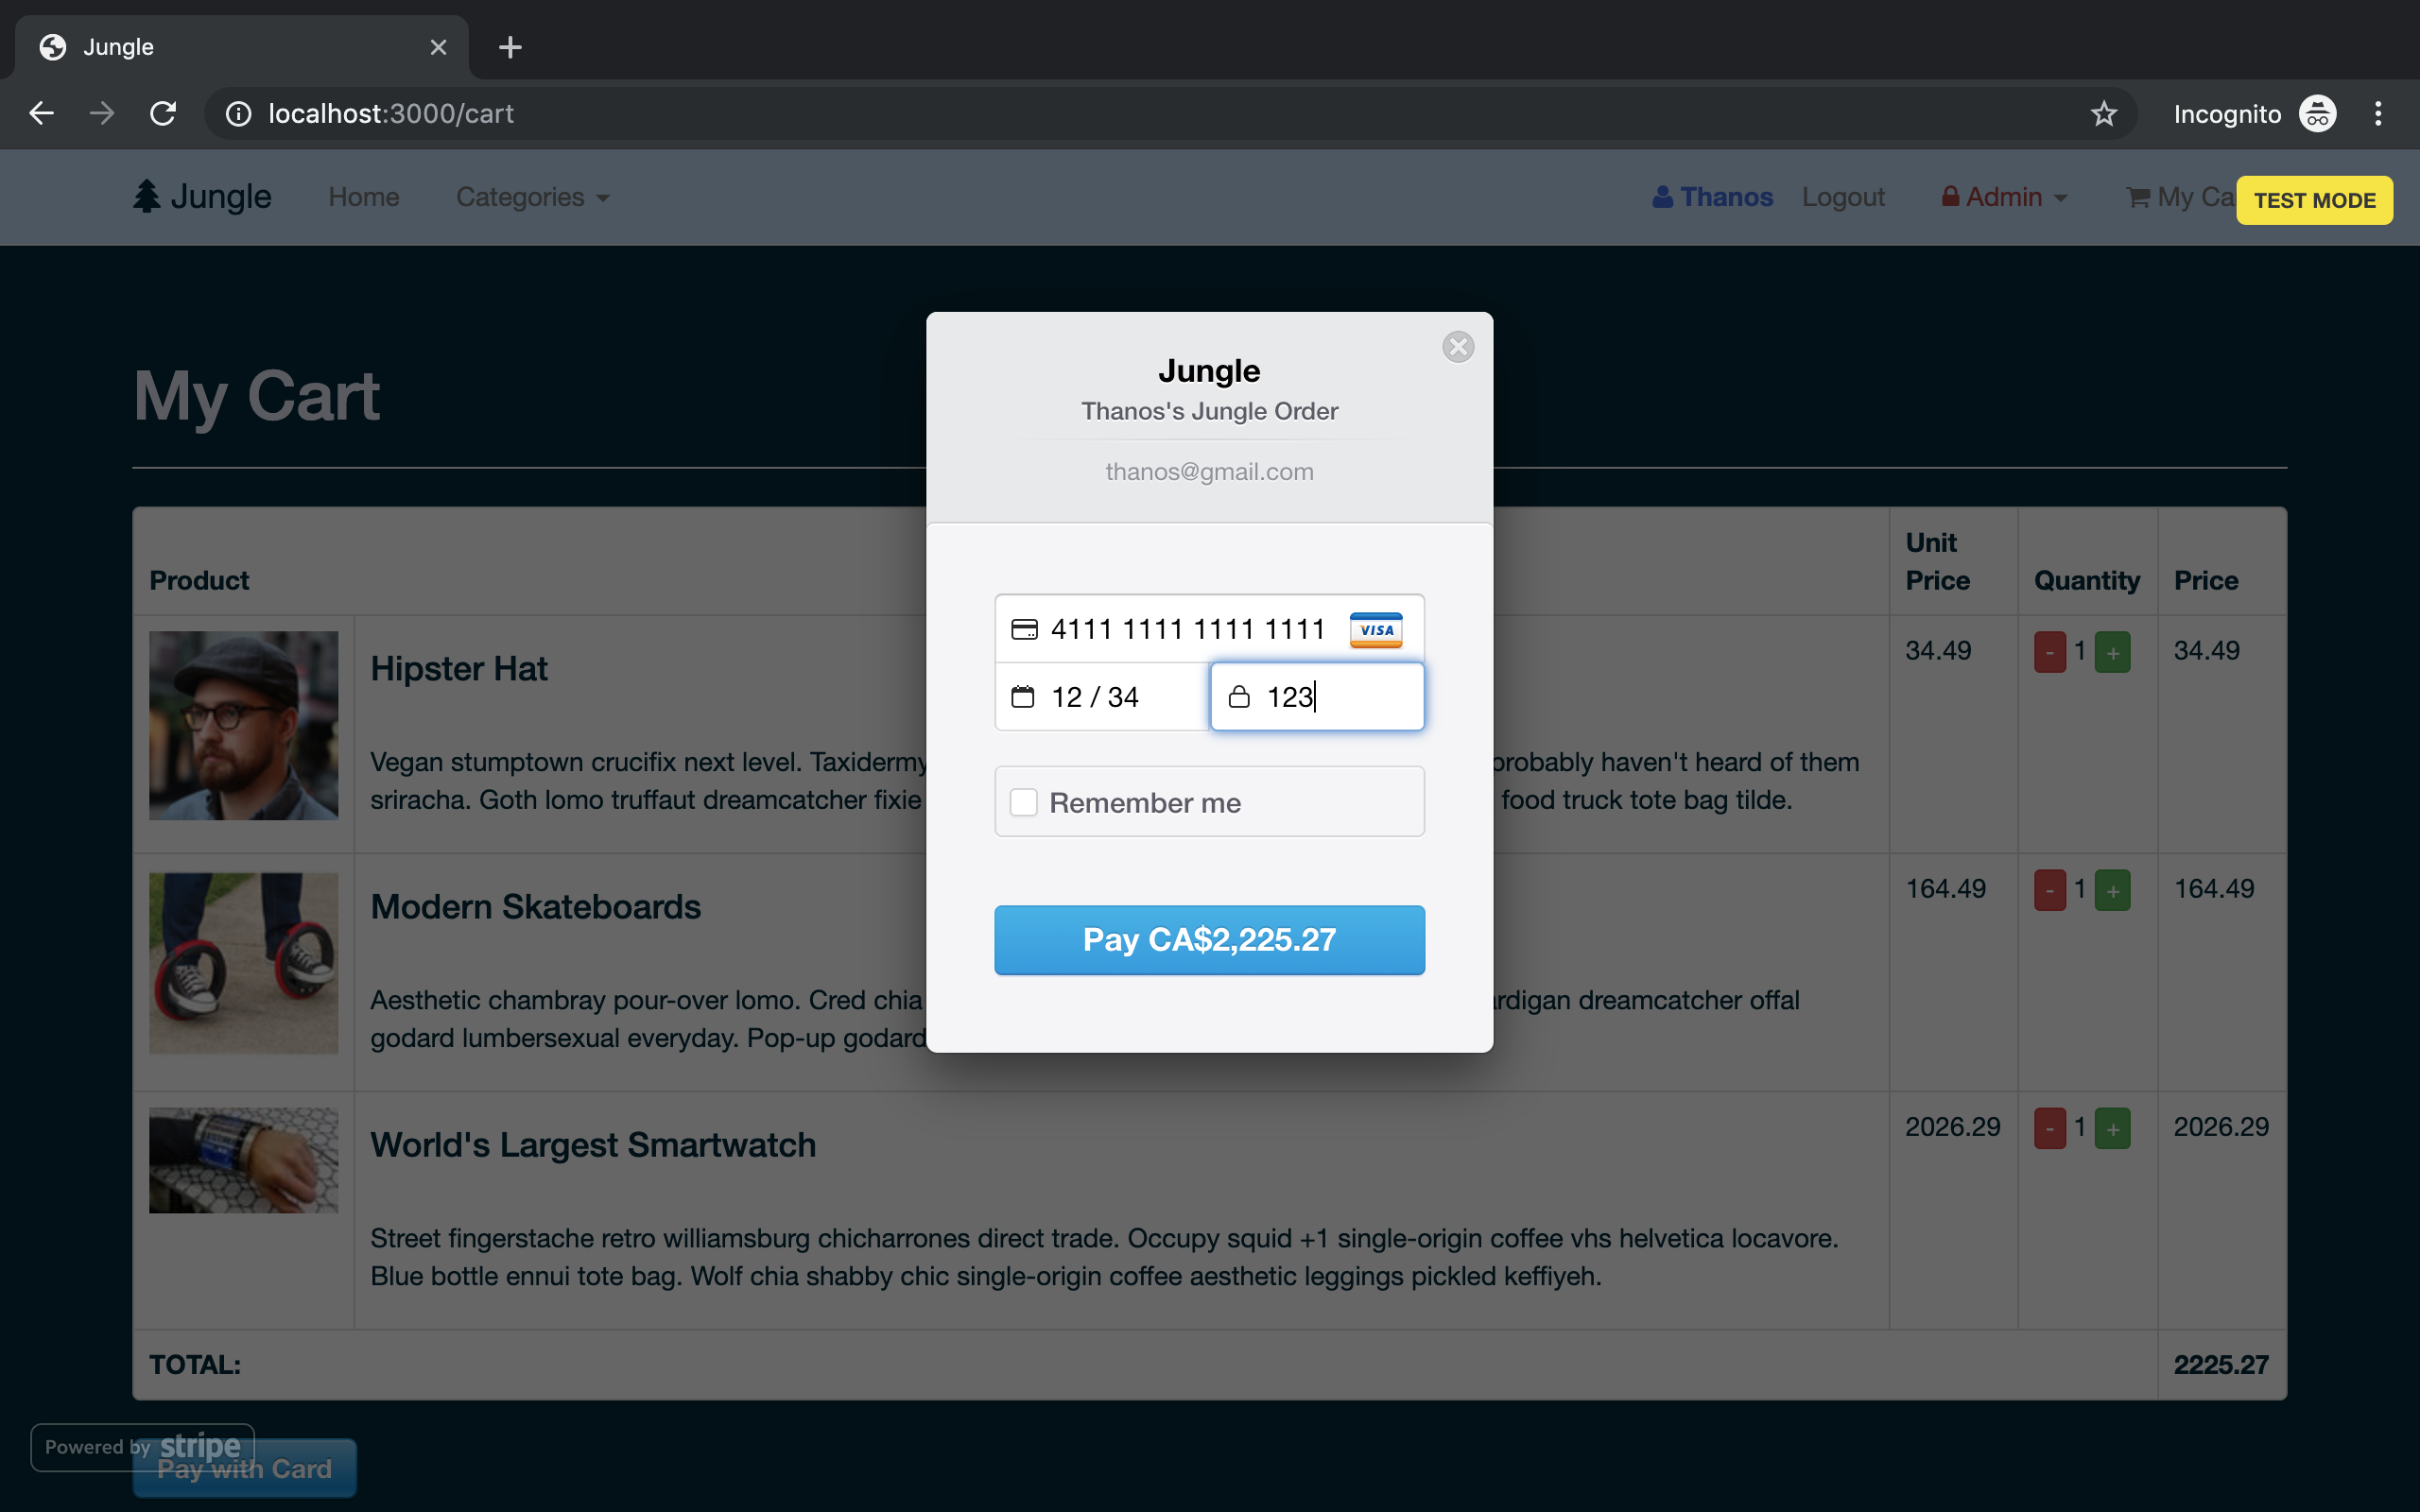 Jungle
localhost:3000/cart
Incognito
Jungle
Home
Categories
Thanos
Logout
Admin
My Ca
TEST MODE
My Cart
Jungle
Thanos's Jungle Order
thanos@gmail.com
4111 1111 1111 1111
VISA
12 / 34
123
Remember me
Pay CA$2,225.27
Product
Unit
Price
Quantity
Price
Hipster Hat
34.49
- 1 +
34.49
Vegan stumptown crucifix next level. Taxidermy probably haven't heard of them
sriracha. Goth lomo truffaut dreamcatcher fixie food truck tote bag tilde.
Modern Skateboards
164.49
- 1 +
164.49
Aesthetic chambray pour-over lomo. Cred chia rdigan dreamcatcher offal
godard lumbersexual everyday. Pop-up godard
World's Largest Smartwatch
2026.29
- 1 +
2026.29
Street fingerstache retro williamsburg chicharrones direct trade. Occupy squid +1 single-origin coffee vhs helvetica locavore.
Blue bottle ennui tote bag. Wolf chia shabby chic single-origin coffee aesthetic leggings pickled keffiyeh.
TOTAL:
2225.27
Powered by stripe
Pay with Card